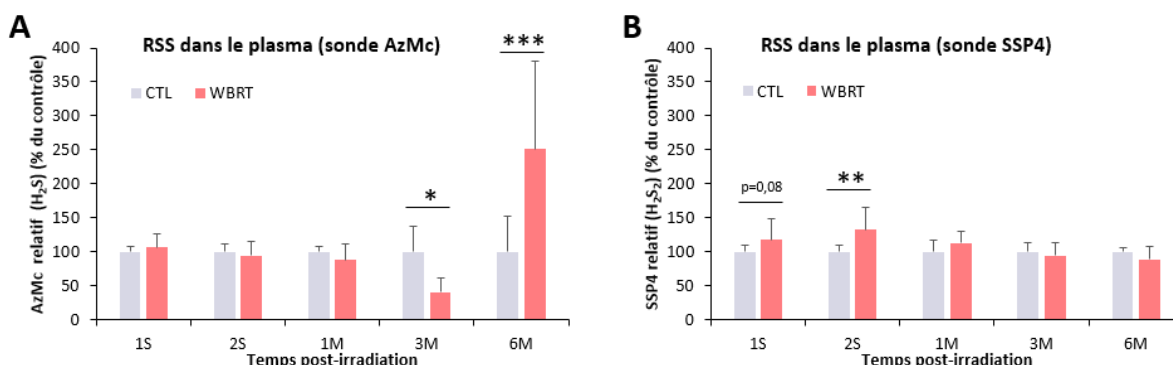 A
RSS dans le plasma (sonde AzMc)
AzMc relatif (H₂S) (% du contrôle)
400
350
300
250
200
150
100
50
0
CTL WBRT
*
***
1S 2S 1M 3M 6M
Temps post-irradiation
B
RSS dans le plasma (sonde SSP4)
SSP4 relatif (H₂S₂) (% du contrôle)
400
350
300
250
200
150
100
50
0
CTL WBRT
p=0,08
**
1S 2S 1M 3M 6M
Temps post-irradiation